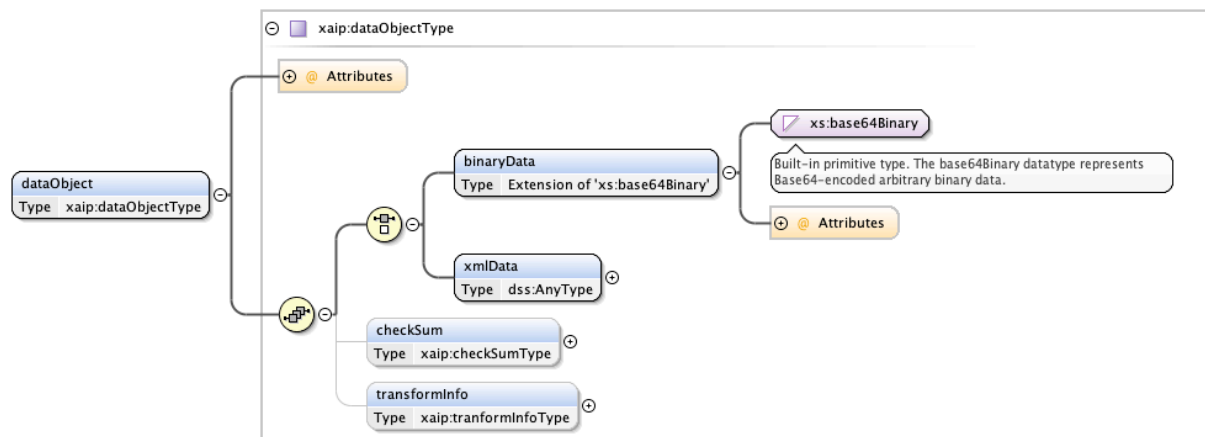 xaip:dataObjectType
@ Attributes
dataObject
Type xaip:dataObjectType
binaryData
Type Extension of 'xs:base64Binary'
xs:base64Binary
Built-in primitive type. The base64Binary datatype represents
Base64-encoded arbitrary binary data.
@ Attributes
xmlData
Type dss:AnyType
checkSum
Type xaip:checkSumType
transformInfo
Type xaip:tranformInfoType